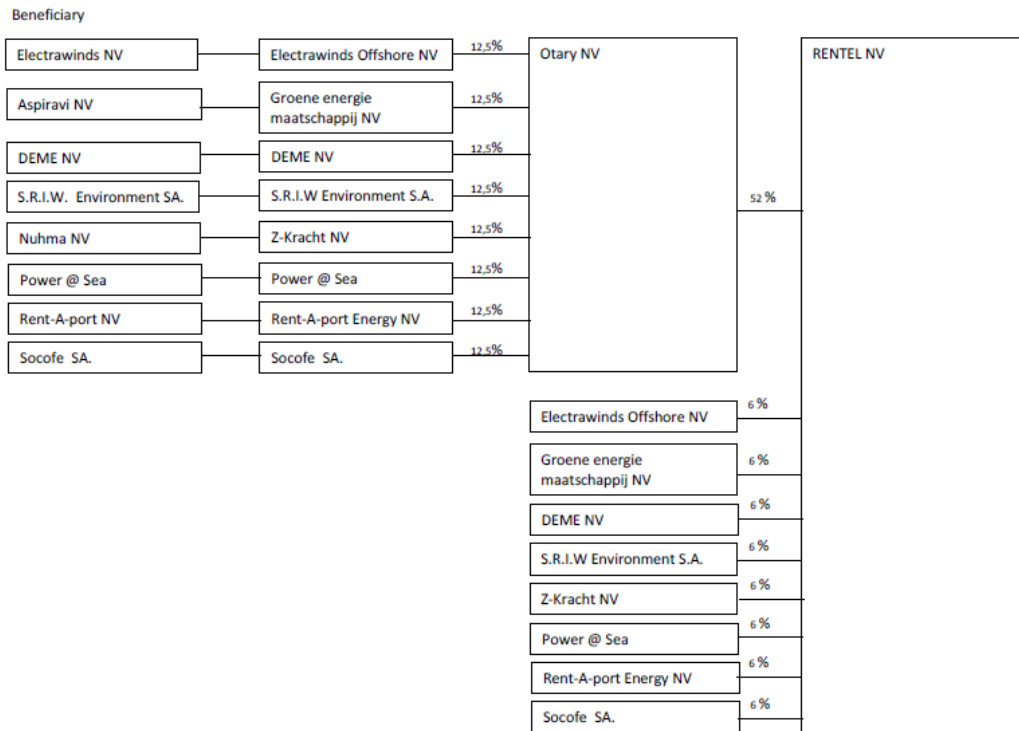 Beneficiary
Electrawinds NV
Electrawinds Offshore NV
12,5%
Otary NV
RENTEL NV
Aspiravi NV
Groene energie
maatschappij NV
12,5%
DEME NV
DEME NV
12,5%
S.R.I.W. Environment SA.
S.R.I.W Environment S.A.
12,5%
52 %
Nuhma NV
Z-Kracht NV
12,5%
Power @ Sea
Power @ Sea
12,5%
Rent-A-port NV
Rent-A-port Energy NV
12,5%
Socofe SA.
Socofe SA.
12,5%
Electrawinds Offshore NV
6 %
Groene energie
maatschappij NV
6 %
DEME NV
6 %
S.R.I.W Environment S.A.
6 %
Z-Kracht NV
6 %
Power @ Sea
6 %
Rent-A-port Energy NV
6 %
Socofe SA.
6 %